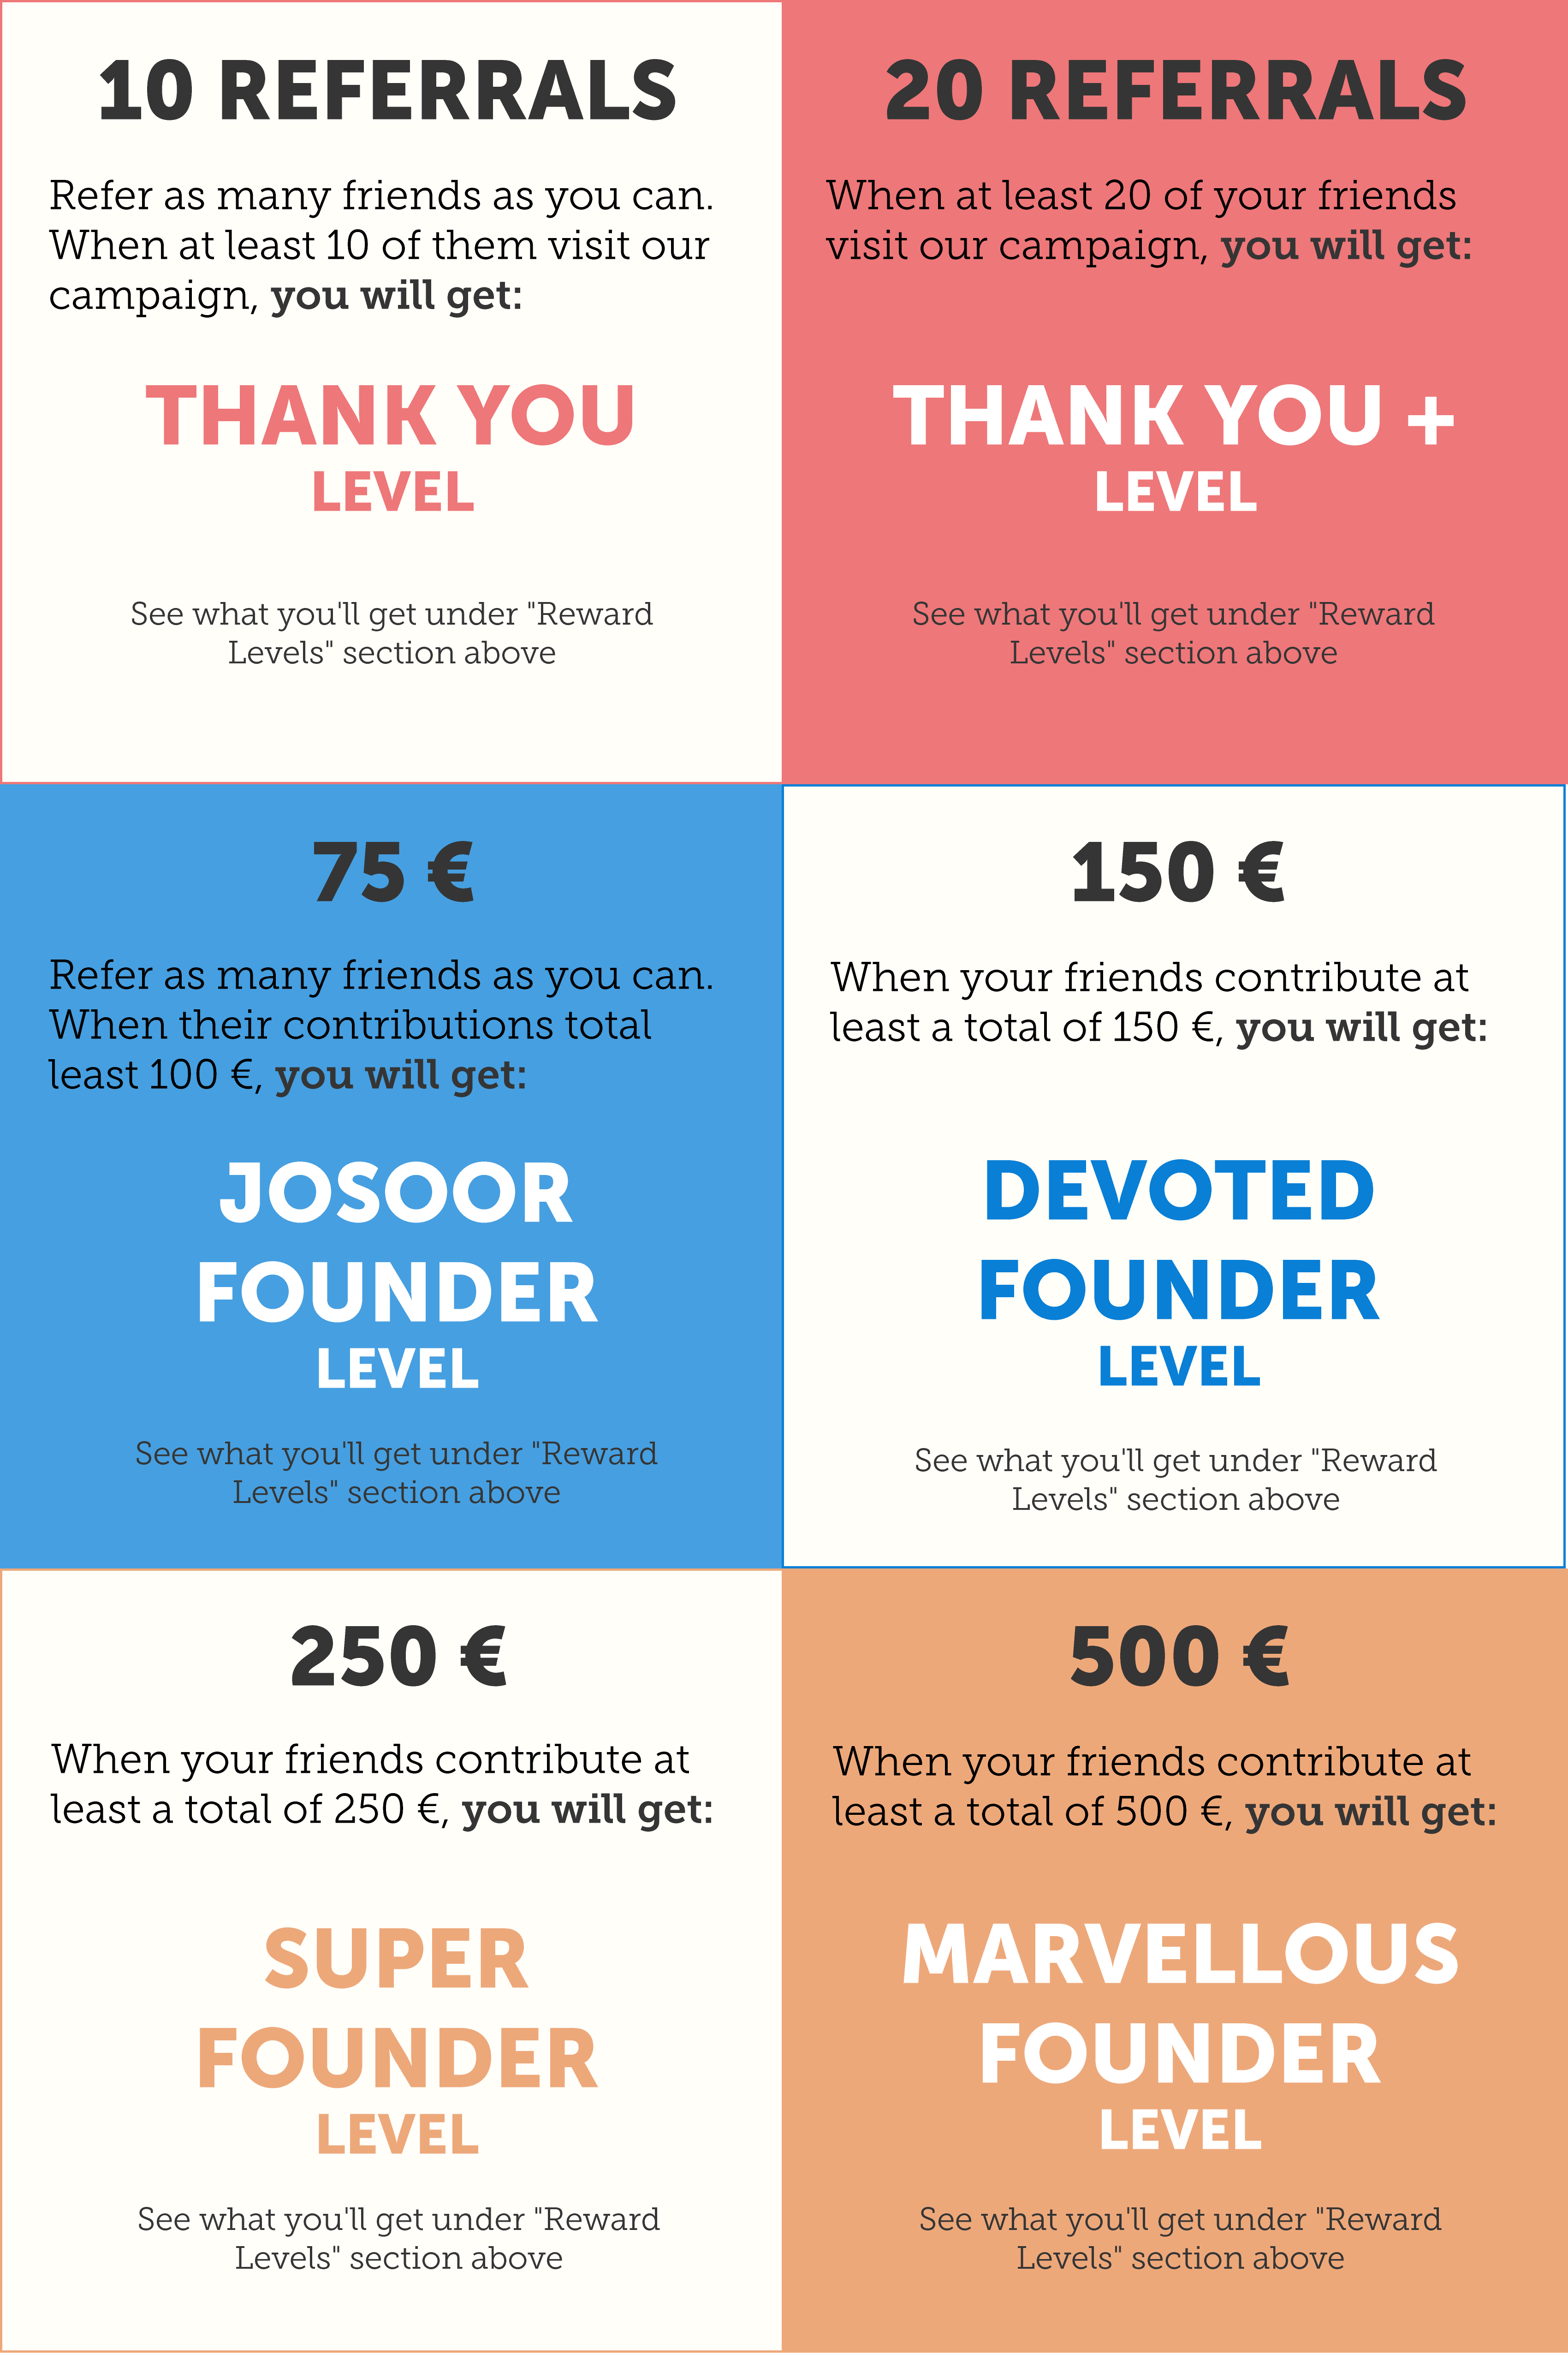 10 REFERRALS
Refer as many friends as you can.
When at least 10 of them visit our
campaign, you will get:
THANK YOU
LEVEL
See what you'll get under "Reward
Levels" section above
20 REFERRALS
When at least 20 of your friends
visit our campaign, you will get:
THANK YOU +
LEVEL
See what you'll get under "Reward
Levels" section above
75 €
Refer as many friends as you can.
When their contributions total
least 100 €, you will get:
JOSOOR
FOUNDER
LEVEL
See what you'll get under "Reward
Levels" section above
150 €
When your friends contribute at
least a total of 150 €, you will get:
DEVOTED
FOUNDER
LEVEL
See what you'll get under "Reward
Levels" section above
250 €
When your friends contribute at
least a total of 250 €, you will get:
SUPER
FOUNDER
LEVEL
See what you'll get under "Reward
Levels" section above
500 €
When your friends contribute at
least a total of 500 €, you will get:
MARVELLOUS
FOUNDER
LEVEL
See what you'll get under "Reward
Levels" section above